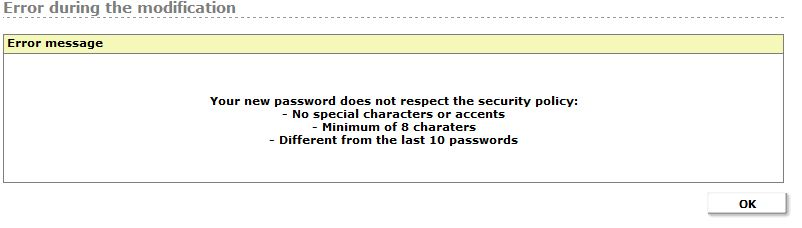 Error during the modification
Error message
Your new password does not respect the security policy:
- No special characters or accents
- Minimum of 8 charaters
- Different from the last 10 passwords
OK